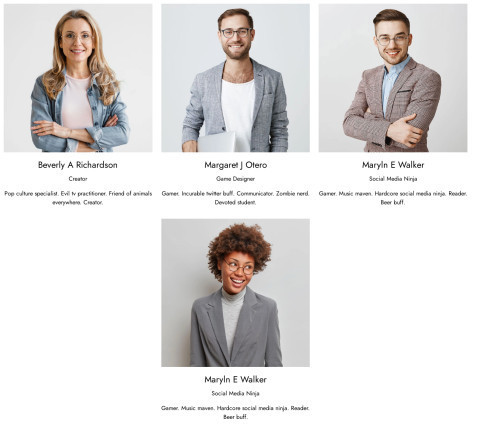 Beverly A Richardson
Creator
Pop culture specialist. Evil tv practitioner. Friend of animals
everywhere. Creator.
Margaret J Otero
Game Designer
Gamer. Incurable twitter buff. Communicator. Zombie nerd.
Devoted student.
Maryln E Walker
Social Media Ninja
Gamer. Music maven. Hardcore social media ninja. Reader.
Beer buff.
Maryln E Walker
Social Media Ninja
Gamer. Music maven. Hardcore social media ninja. Reader.
Beer buff.